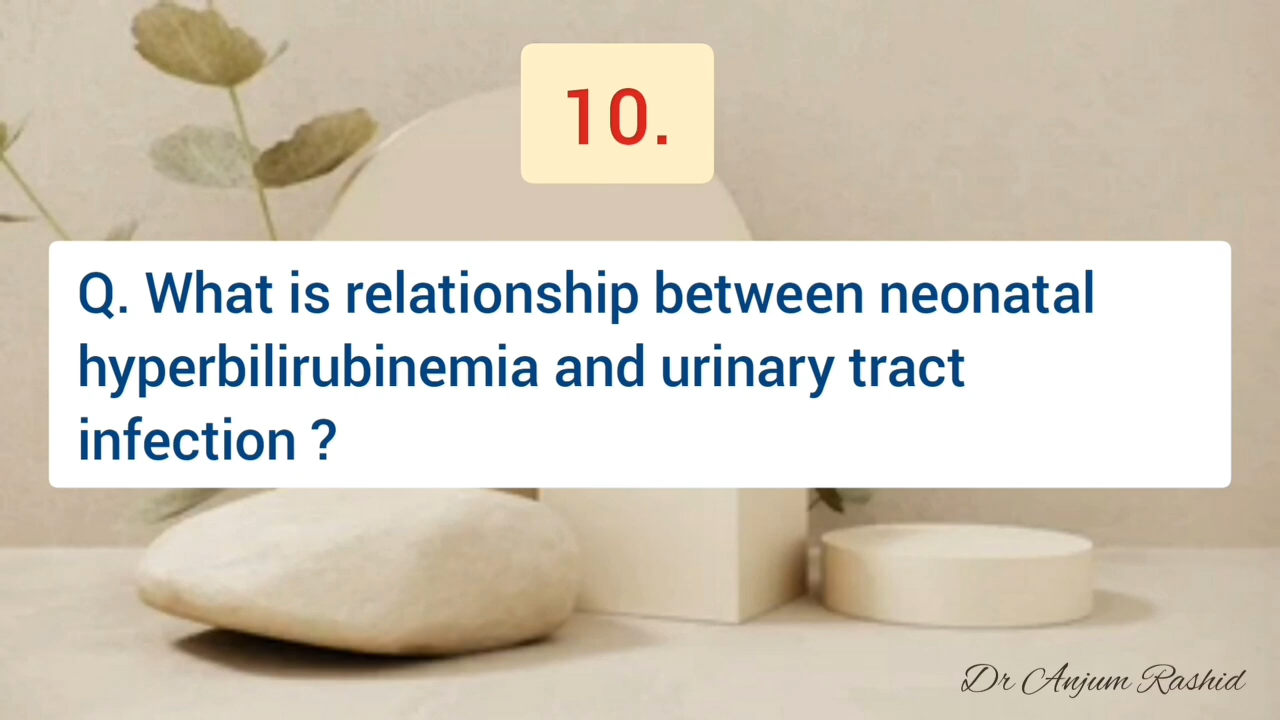 10.
Q. What is relationship between neonatal
hyperbilirubinemia and urinary tract
infection ?
Dr Anjum Rashid